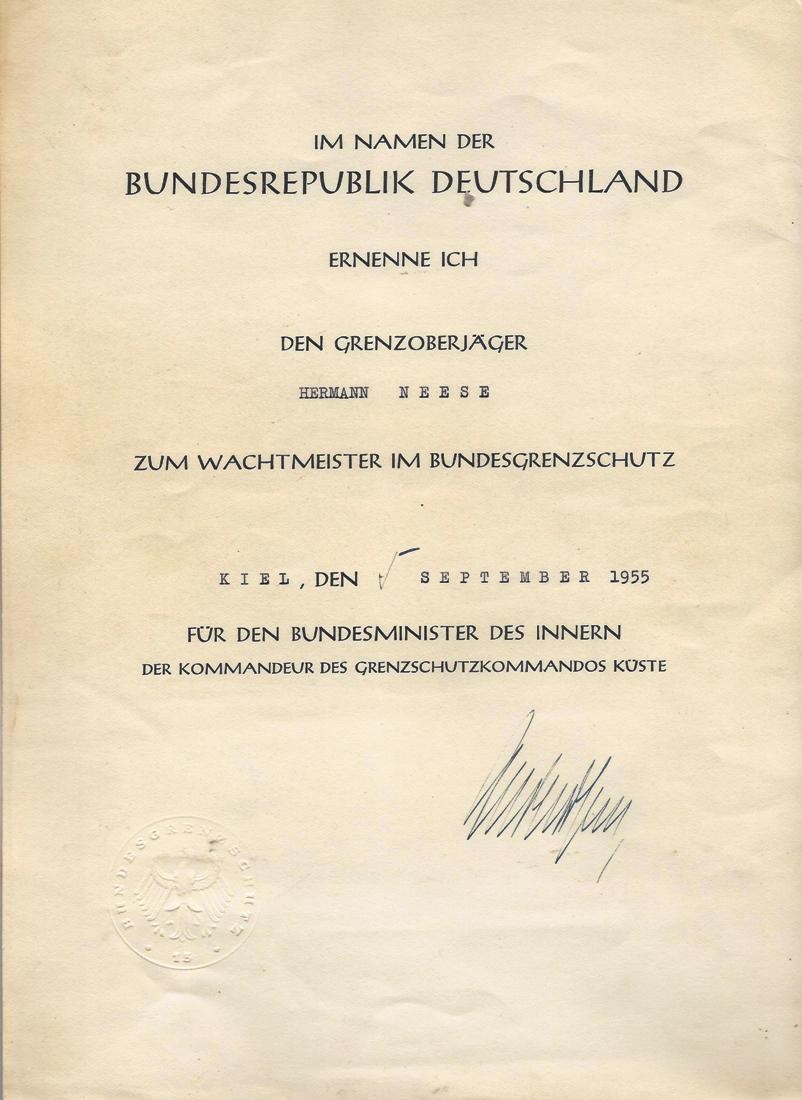 IM NAMEN DER
BUNDESREPUBLIK DEUTSCHLAND
ERNENNE ICH
DEN GRENZOBERJÄGER
HERMANN NEESE
ZUM WACHTMEISTER IM BUNDESGRENZSCHUTZ
KIEL, DEN SEPTEMBER 1955
FÜR DEN BUNDESMINISTER DES INNERN
DER KOMMANDEUR DES GRENZSCHUTZKOMMANDOS KÜSTE
BUNDESGRENZSCHUTZ
13